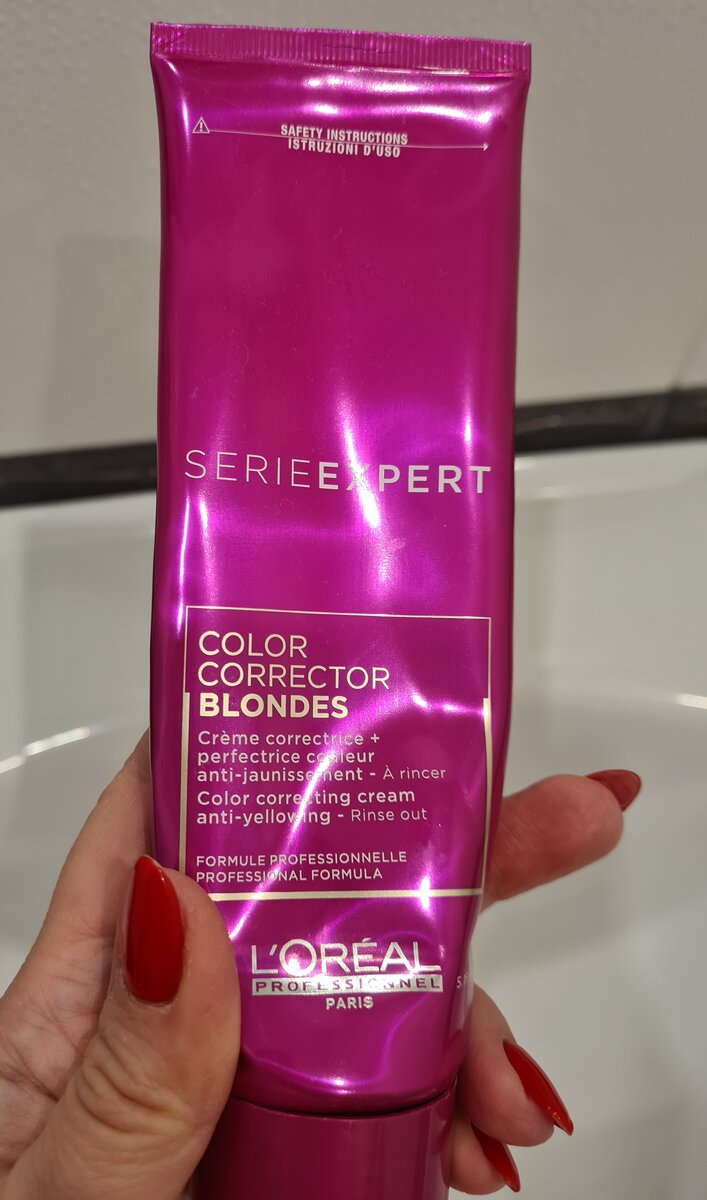 SAFETY INSTRUCTIONS
ISTRUZIONI D'USO
SERIEEXPERT
COLOR
CORRECTOR
BLONDES
Crème correctrice +
perfectrice couleur
anti-jaunissement - À rincer
Color correcting cream
anti-yellowing - Rinse out
FORMULE PROFESSIONNELLE
PROFESSIONAL FORMULA
L'ORÉAL
PROFESSIONNEL
PARIS